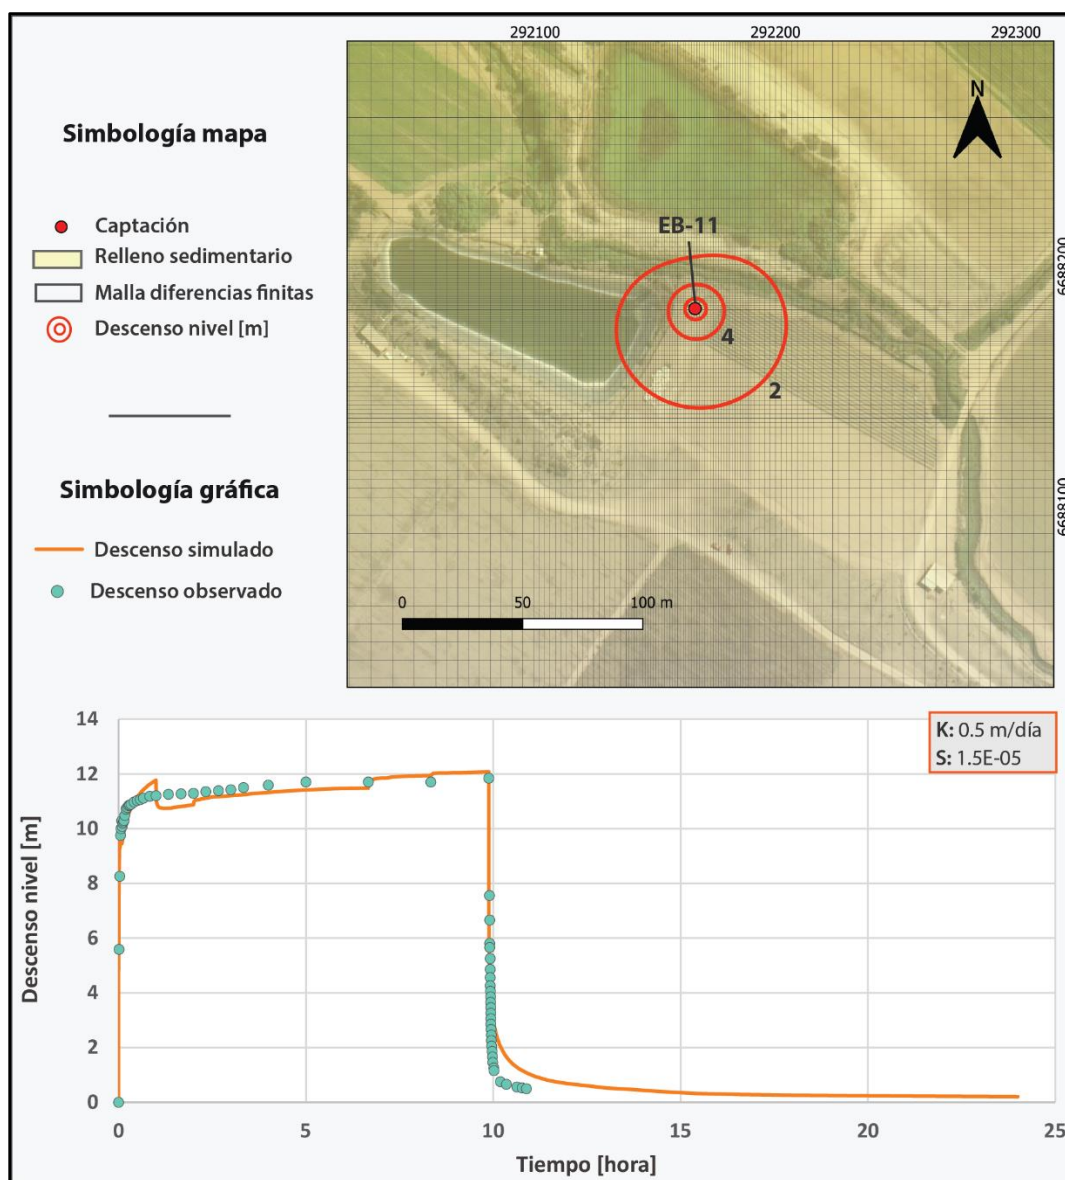 292100
292200
292300
N
Simbología mapa
Captación
Relleno sedimentario
Malla diferencias finitas
Descenso nivel [m]
EB-11
4
2
6688200
6688100
Simbología gráfica
Descenso simulado
Descenso observado
0
50
100 m
14
12
10
8
6
4
2
0
Descenso nivel [m]
K: 0.5 m/día
S: 1.5E-05
0
5
10
15
20
25
Tiempo [hora]